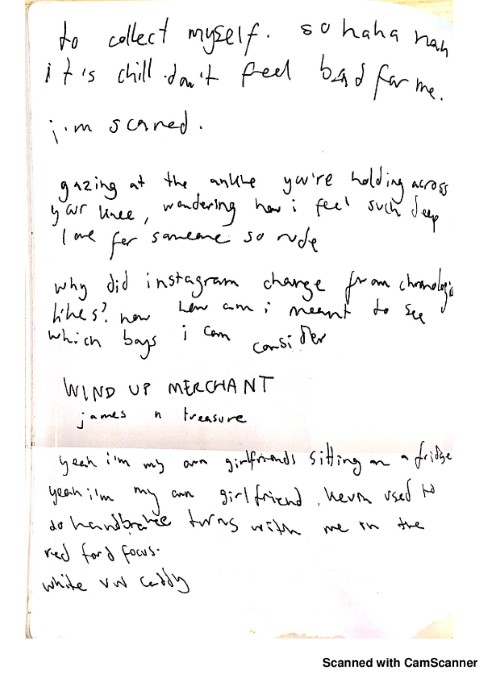 to collect myself. so haha nah
it's chill don't feel bad for me.
i'm scared.
gazing at the ankle you're holding across
your knee, wondering how i feel such deep
love for someone so rude
why did instagram change from chronologic
likes? now how am i meant to see
which boys i can consider
WIND UP MERCHANT
james n treasure
yeah i'm my own girlfriends sitting on a fridge
yeah i'm my own girlfriend. kevin used to
do handbrake turns with me in the
red ford focus.
white vw caddy
Scanned with CamScanner